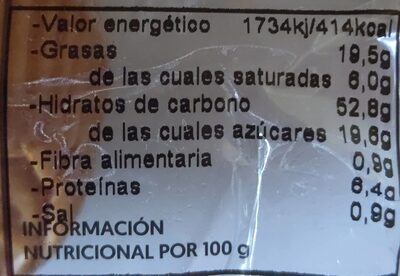 -Valor energético 1734kj/414kcal
-Grasas 19,5g
de las cuales saturadas 6,0g
-Hidratos de carbono 52,8g
de las cuales azúcares 19,6g
-Fibra alimentaria 0,9g
-Proteínas 6,4g
-Sal 0,9g
INFORMACIÓN
NUTRICIONAL POR 100 g